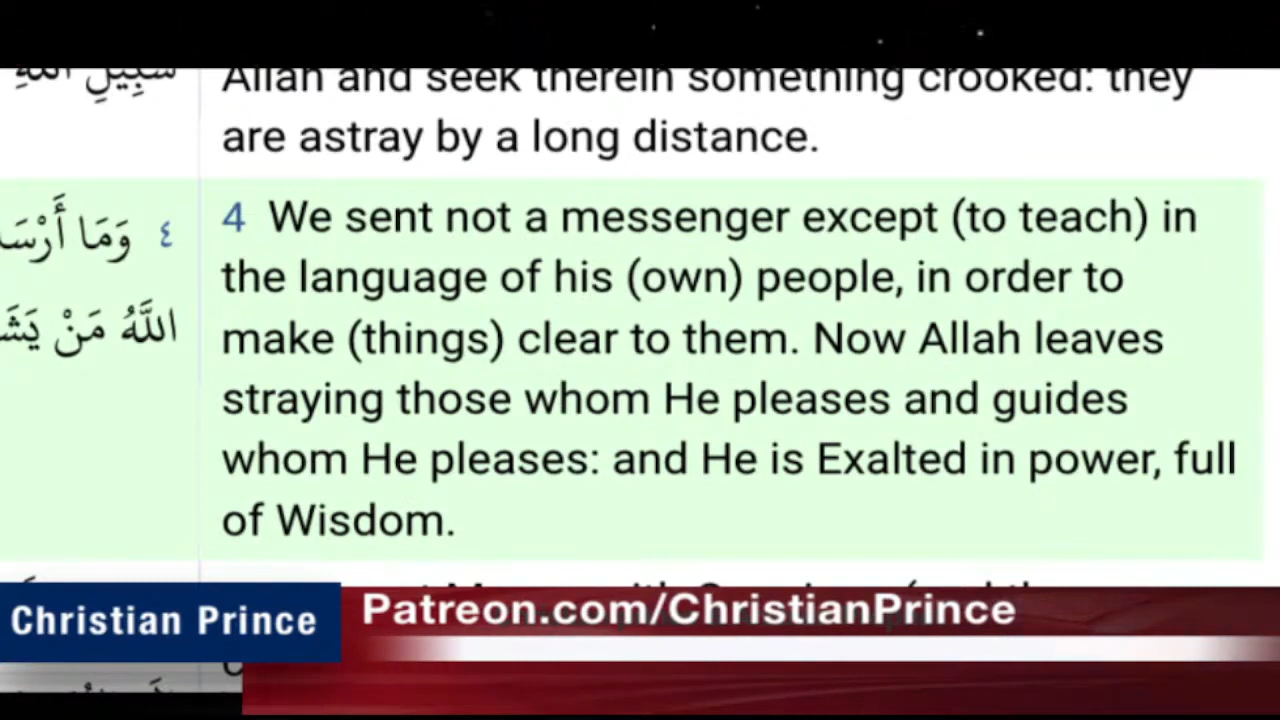 Allah and seek therein something crooked: they
are astray by a long distance.
٤ وَمَا أَرْسَ
اللَّهُ مَنْ يَشَ
4 We sent not a messenger except (to teach) in
the language of his (own) people, in order to
make (things) clear to them. Now Allah leaves
straying those whom He pleases and guides
whom He pleases: and He is Exalted in power, full
of Wisdom.
Christian Prince
Patreon.com/ChristianPrince